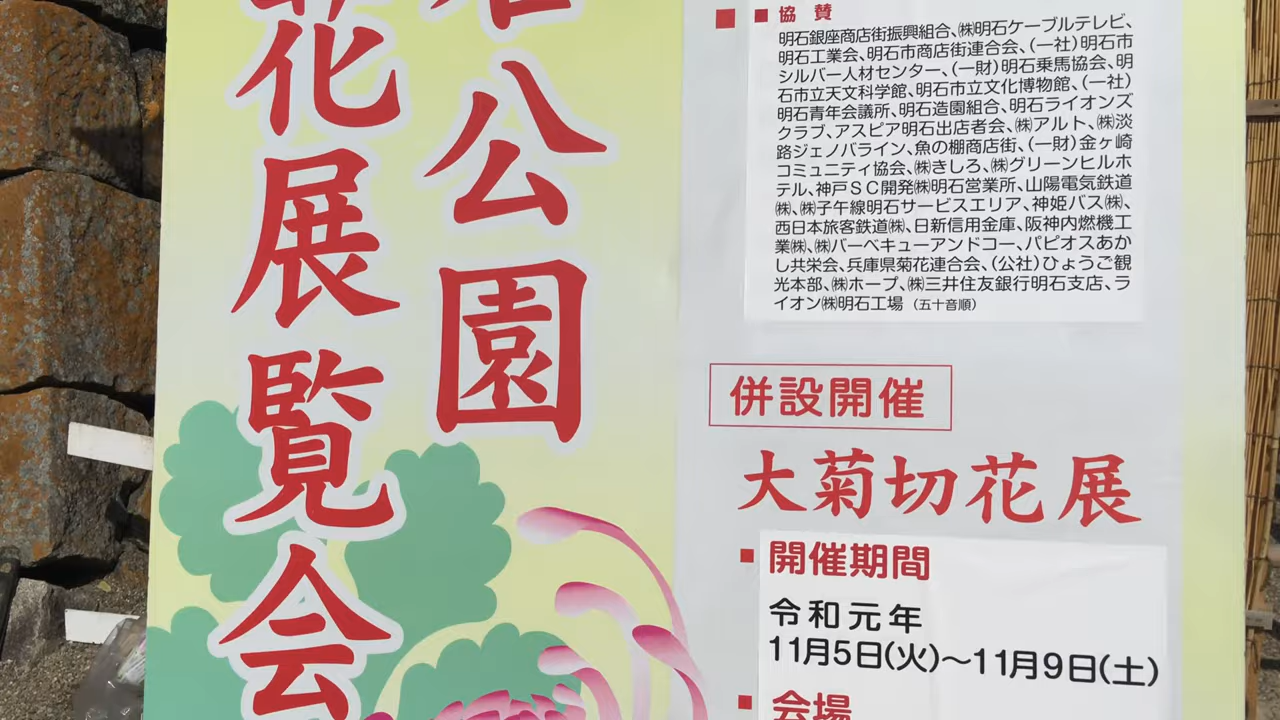 公園
花展覧会
■協賛
明石銀座商店街振興組合、㈱明石ケーブルテレビ、
明石工業会、明石市商店街連合会、(一社)明石市
シルバー人材センター、(一財)明石乗馬協会、明
石市立天文科学館、明石市立文化博物館、(一社)
明石青年会議所、明石造園組合、明石ライオンズ
クラブ、アスピア明石出店者会、㈱アルト、㈱淡
路ジェノバライン、魚の棚商店街、(一財)金ヶ崎
コミュニティ協会、㈱きしろ、㈱グリーンヒルホ
テル、神戸SC開発㈱明石営業所、山陽電気鉄道
㈱、㈱子午線明石サービスエリア、神姫バス㈱、
西日本旅客鉄道㈱、日新信用金庫、阪神内燃機工
業㈱、㈱バーベキューアンドコー、パピオスあか
し共栄会、兵庫県菊花連合会、(公社)ひょうご観
光本部、㈱ホープ、㈱三井住友銀行明石支店、ラ
イオン㈱明石工場(五十音順)
併設開催
大菊切花展
■開催期間
令和元年
11月5日(火)～11月9日(土)
■会場